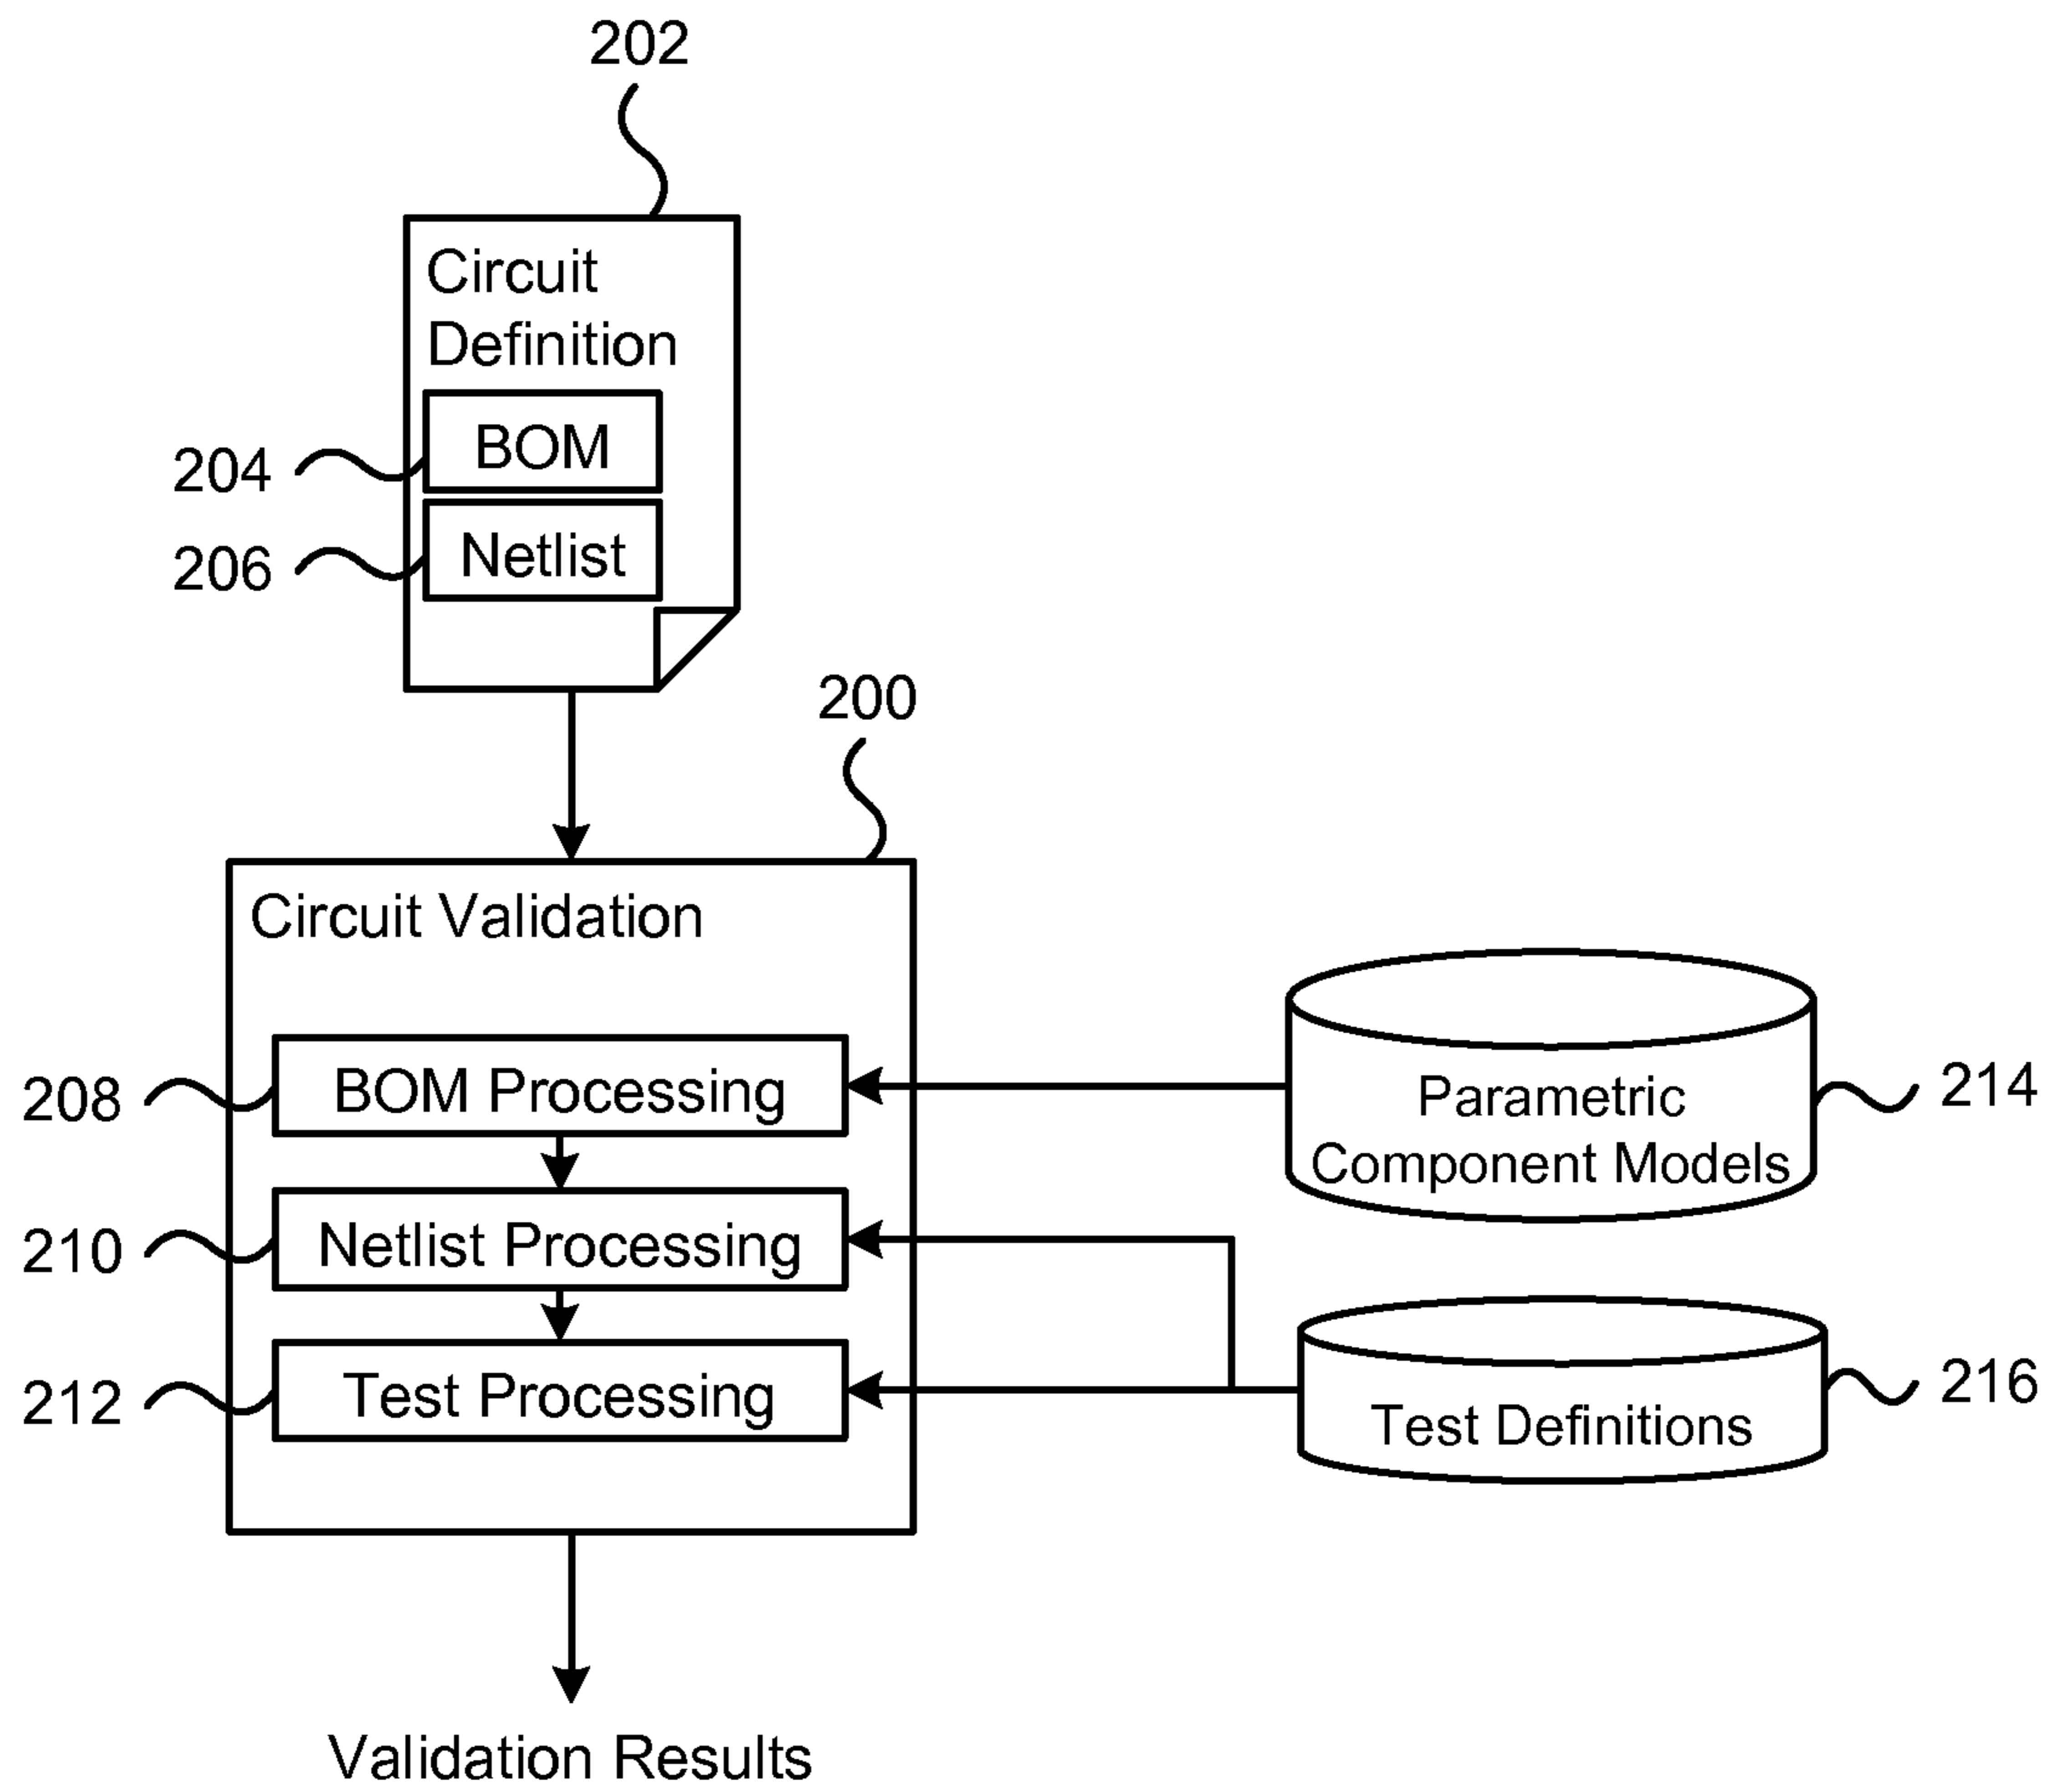 202
Circuit
Definition
BOM
204
Netlist
206
200
Circuit Validation
BOM Processing
208
Parametric
Component Models
214
Netlist Processing
210
Test Processing
212
Test Definitions
216
Validation Results